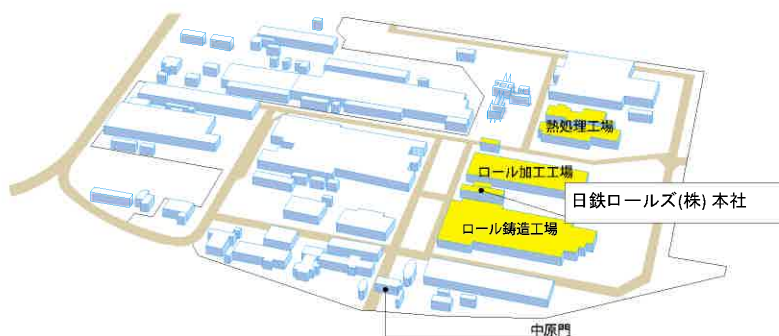 熱処理工場
ロール加工工場
日鉄ロールズ(株) 本社
ロール鋳造工場
中原門